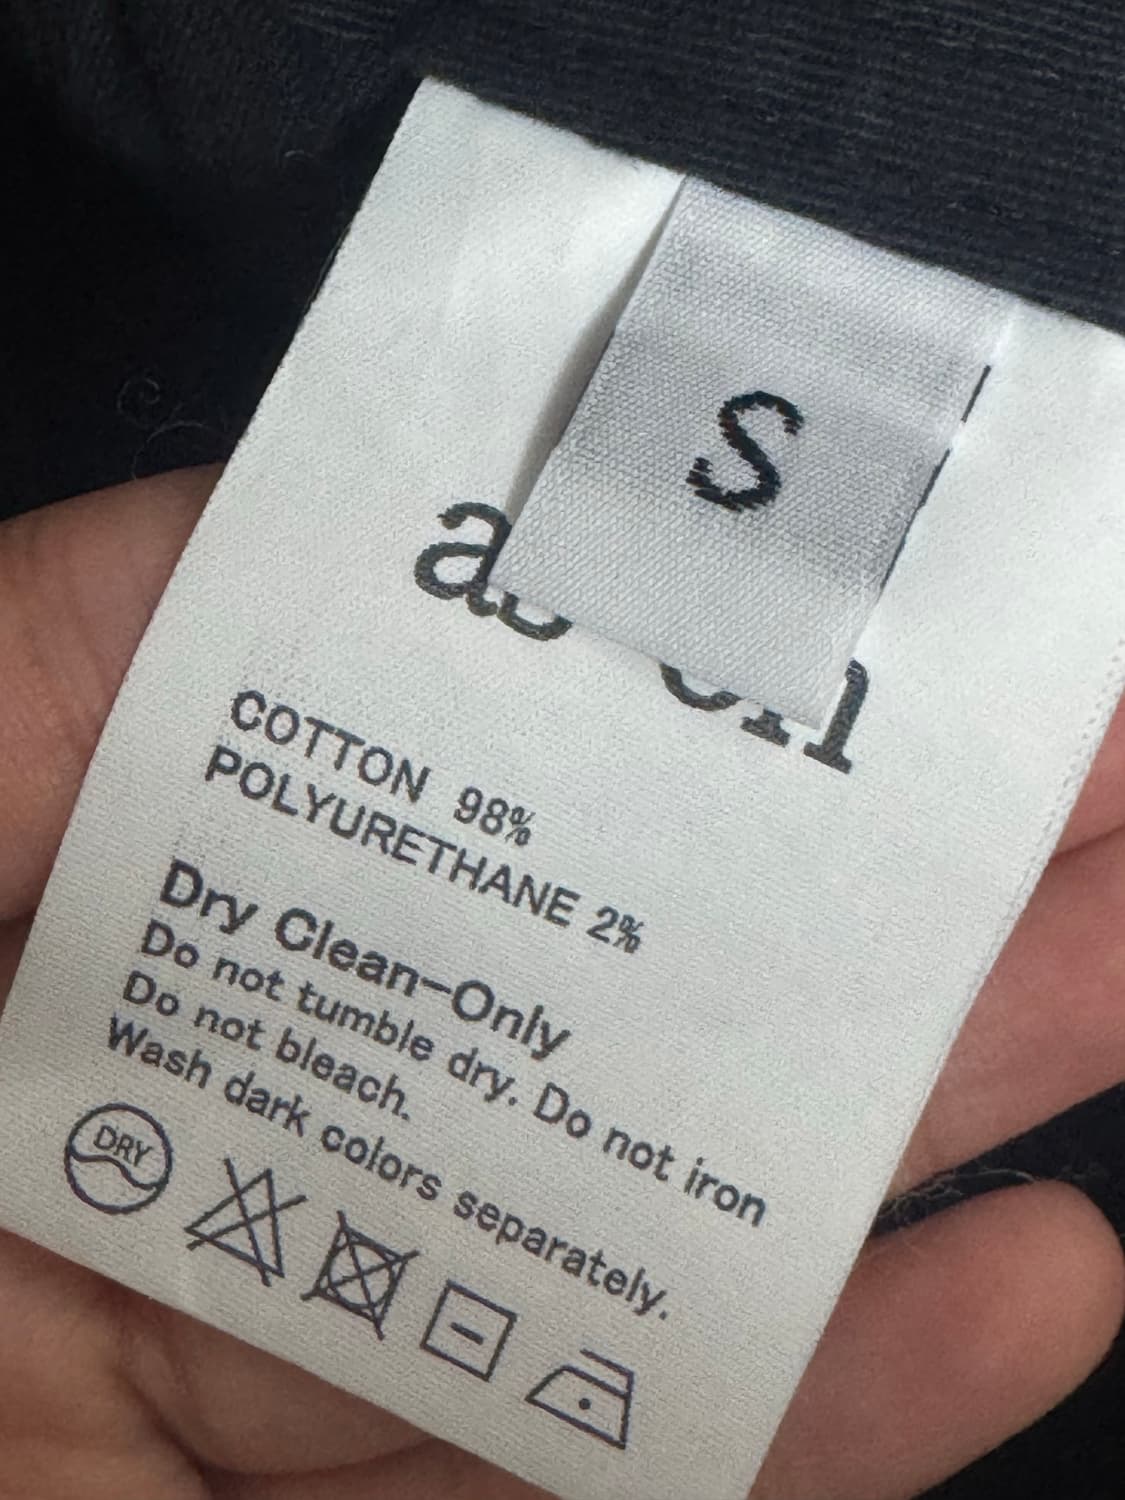 S
COTTON 98%
POLYURETHANE 2%
Dry Clean-Only
Do not tumble dry. Do not iron
Do not bleach.
Wash dark colors separately.
DRY